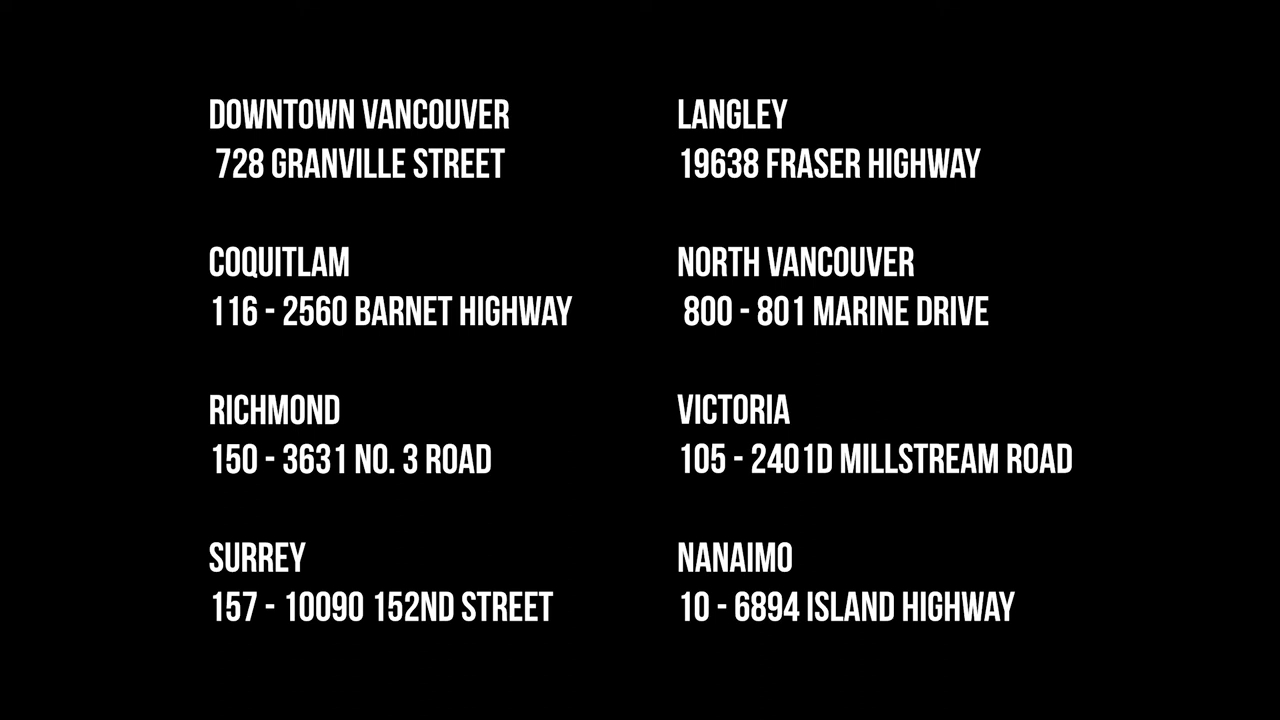 DOWNTOWN VANCOUVER
728 GRANVILLE STREET
COQUITLAM
116 - 2560 BARNET HIGHWAY
RICHMOND
150 - 3631 NO. 3 ROAD
SURREY
157 - 10090 152ND STREET
LANGLEY
19638 FRASER HIGHWAY
NORTH VANCOUVER
800 - 801 MARINE DRIVE
VICTORIA
105 - 2401D MILLSTREAM ROAD
NANAIMO
10 - 6894 ISLAND HIGHWAY